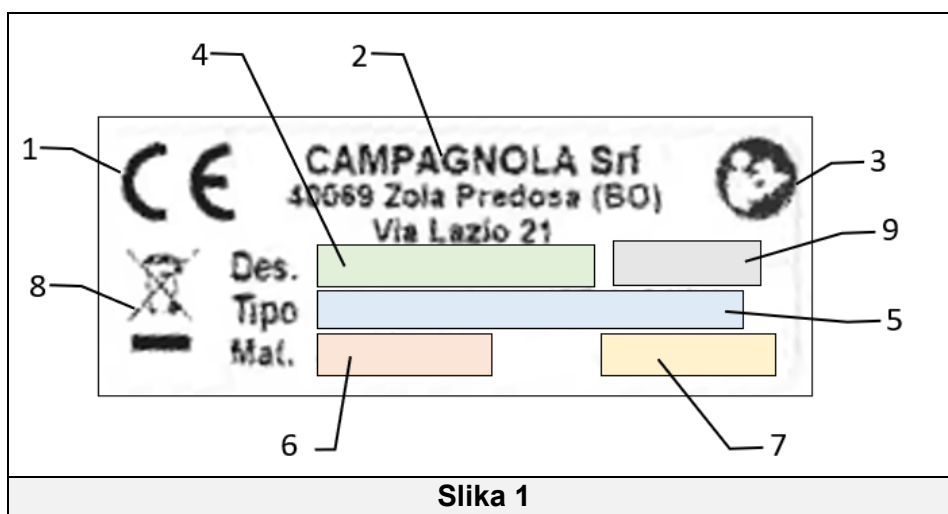 4
2
1
CE
CAMPAGNOLA Srl
40069 Zola Predosa (BO)
Via Lazio 21
3
9
8
Des.
Tipo
5
Mat.
6
7
Slika 1